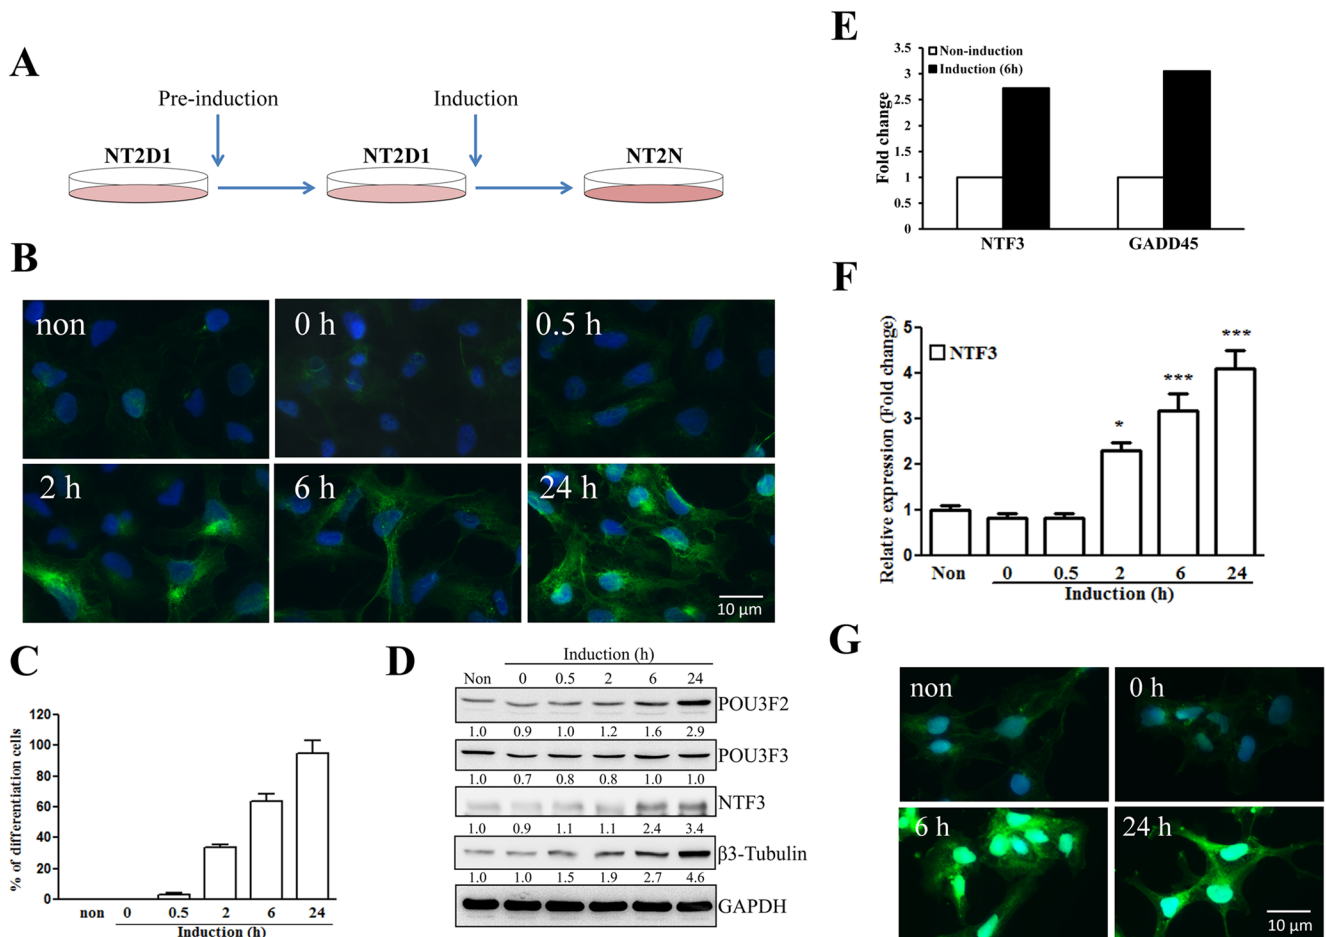 A
Pre-induction
Induction
NT2D1
NT2D1
NT2N
B
non
0 h
0.5 h
2 h
6 h
24 h
10 µm
C
% of differentiation cells
120
100
80
60
40
20
0
non 0 0.5 2 6 24
Induction (h)
D
Induction (h)
Non 0 0.5 2 6 24
POU3F2
1.0 0.9 1.0 1.2 1.6 2.9
POU3F3
1.0 0.7 0.8 0.8 1.0 1.0
NTF3
1.0 0.9 1.1 1.1 2.4 3.4
β3-Tubulin
1.0 1.0 1.5 1.9 2.7 4.6
GAPDH
E
Fold change
3.5
3
2.5
2
1.5
1
0.5
0
Non-induction
Induction (6h)
NTF3 GADD45
F
Relative expression (Fold change)
5
4
3
2
1
0
NTF3
*
***
***
Non 0 0.5 2 6 24
Induction (h)
G
non
0 h
6 h
24 h
10 µm